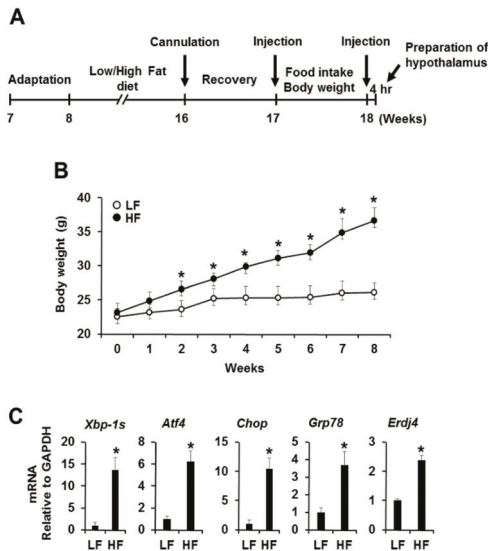 A
Cannulation Injection Injection Preparation of
hypothalamus
Adaptation Low/High Fat Recovery Food intake
diet Body weight 4 hr
7 8 16 17 18 (Weeks)
B
40
35
30
25
20
Body weight (g)
LF
HF
* * * * * * *
0 1 2 3 4 5 6 7 8
Weeks
C
Xbp-1s Atf4 Chop Grp78 Erdj4
mRNA
Relative to GAPDH
20 8 15 5 3
15 6 10 4 2
10 4 5 3 1
5 2 0 2 0
0 0 1
0
* * * * *
LF HF LF HF LF HF LF HF LF HF